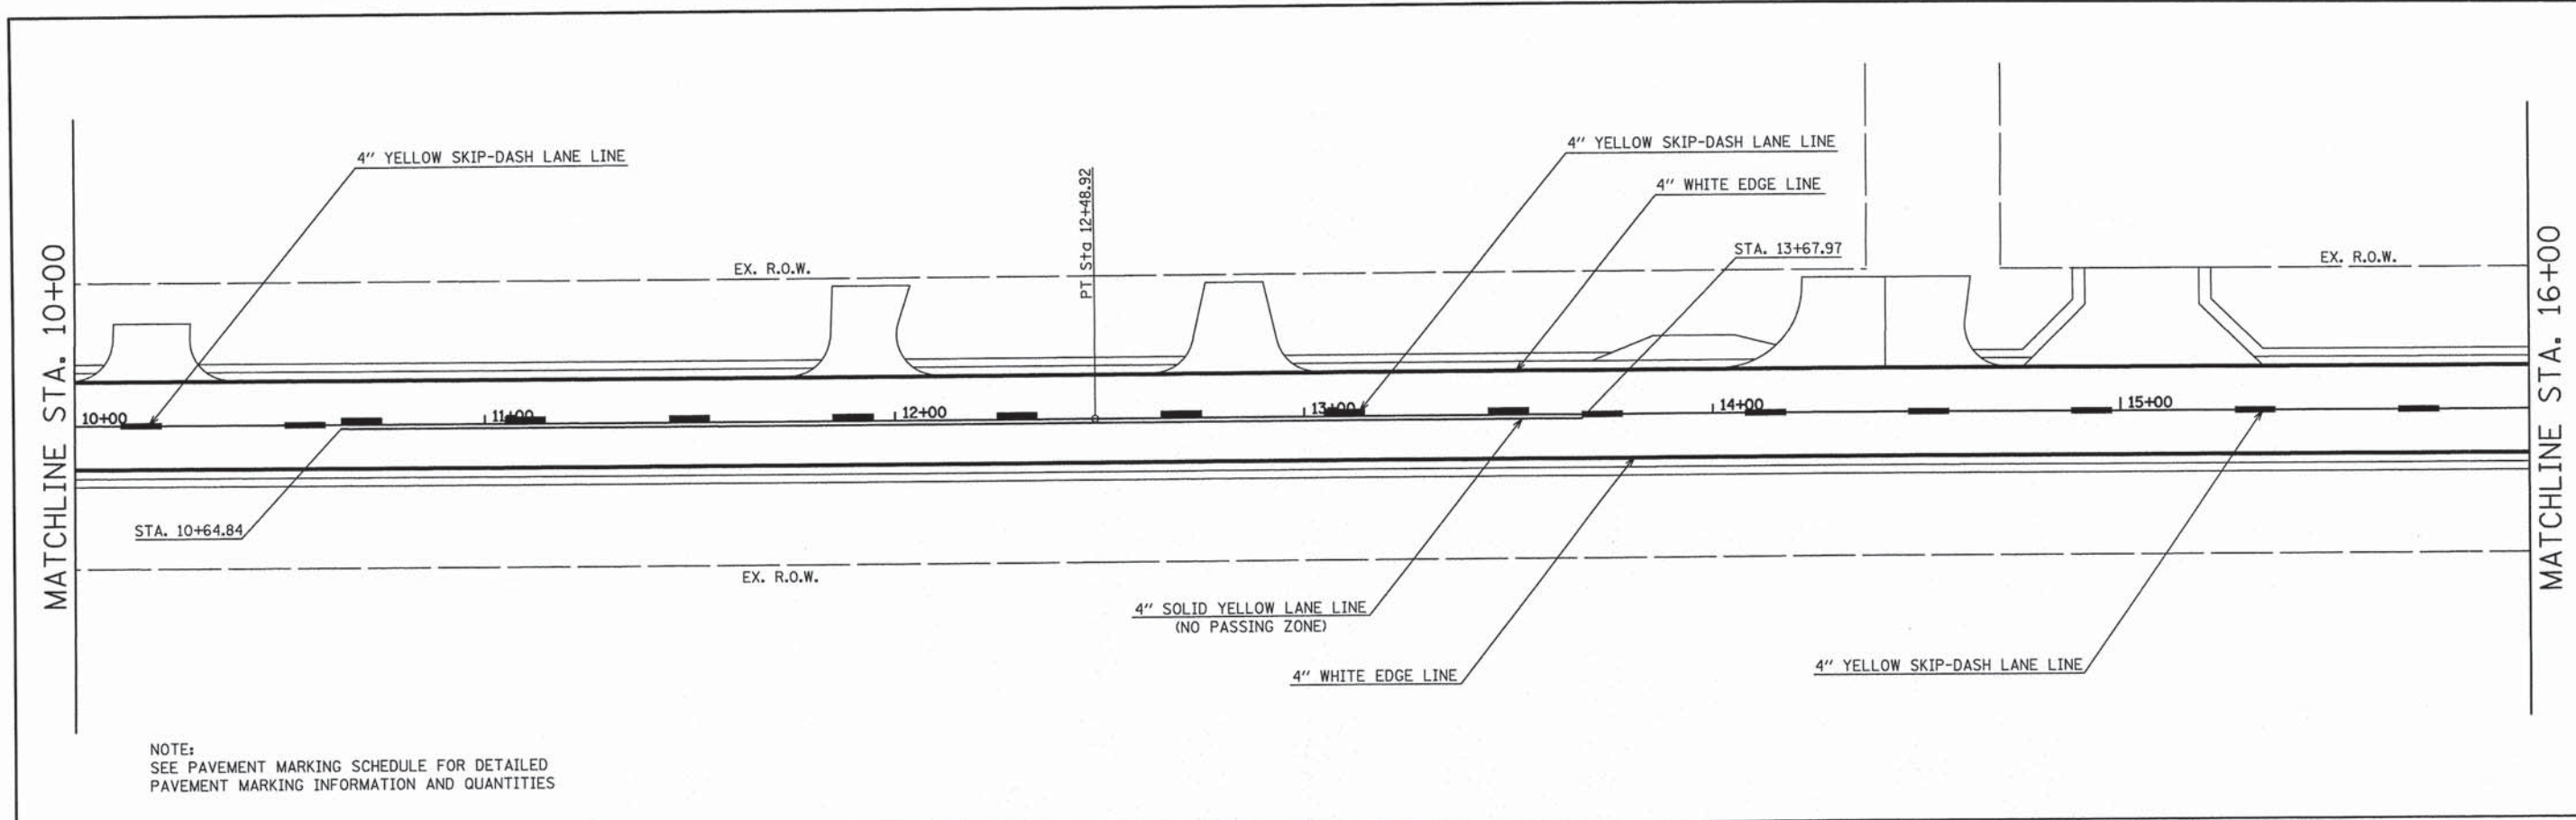 4" YELLOW SKIP-DASH LANE LINE
4" YELLOW SKIP-DASH LANE LINE
4" WHITE EDGE LINE
PT Sta 12+48.92
STA. 13+67.97
EX. R.O.W.
EX. R.O.W.
MATCHLINE STA. 10+00
MATCHLINE STA. 16+00
10+00
11+00
12+00
13+00
14+00
15+00
STA. 10+64.84
EX. R.O.W.
4" SOLID YELLOW LANE LINE
(NO PASSING ZONE)
4" WHITE EDGE LINE
4" YELLOW SKIP-DASH LANE LINE
NOTE:
SEE PAVEMENT MARKING SCHEDULE FOR DETAILED
PAVEMENT MARKING INFORMATION AND QUANTITIES